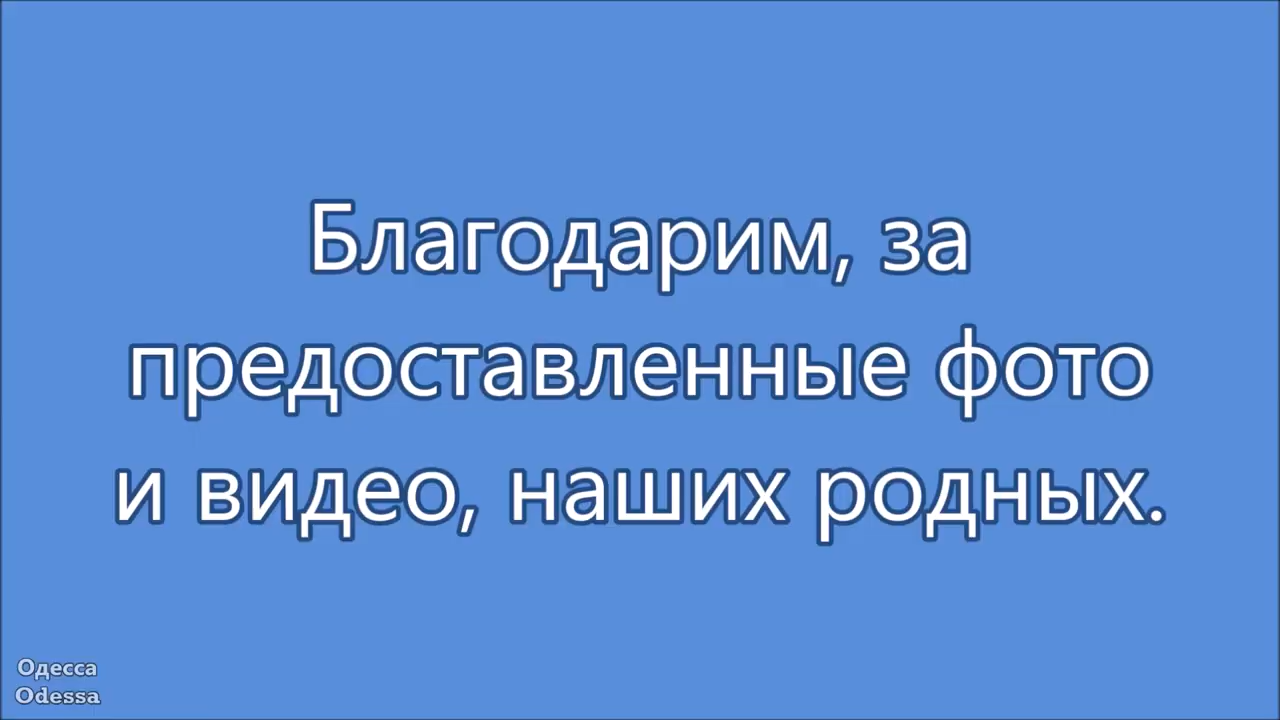 Благодарим, за
предоставленные фото
и видео, наших родных.
Одесса
Odessa